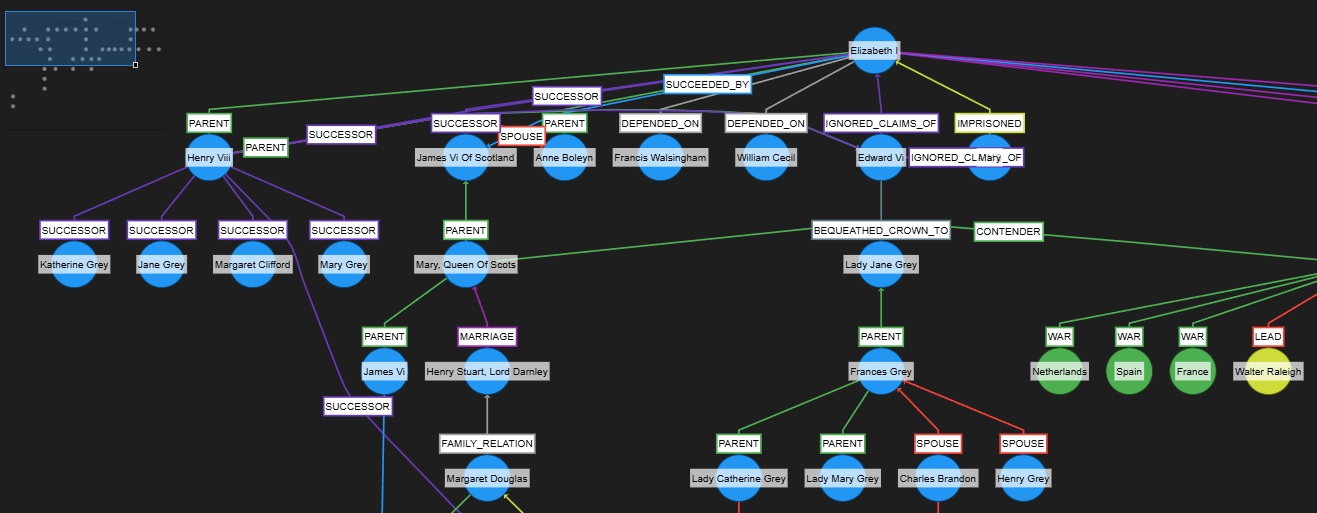 Elizabeth I
SUCCEEDED_BY
SUCCESSOR
PARENT
SUCCESSOR
PARENT
DEPENDED_ON
DEPENDED_ON
IGNORED_CLAIMS_OF
IMPRISONED
SUCCESSOR
SPOUSE
PARENT
Henry Viii
James Vi Of Scotland
Anne Boleyn
Francis Walsingham
William Cecil
Edward Vi
Mary
SUCCESSOR
SUCCESSOR
SUCCESSOR
SUCCESSOR
PARENT
BEQUEATHED_CROWN_TO
CONTENDER
Katherine Grey
Jane Grey
Margaret Clifford
Mary Grey
Mary, Queen Of Scots
Lady Jane Grey
PARENT
MARRIAGE
PARENT
WAR
WAR
WAR
LEAD
James Vi
Henry Stuart, Lord Darnley
Frances Grey
Netherlands
Spain
France
Walter Raleigh
SUCCESSOR
FAMILY_RELATION
PARENT
PARENT
SPOUSE
SPOUSE
Margaret Douglas
Lady Catherine Grey
Lady Mary Grey
Charles Brandon
Henry Grey